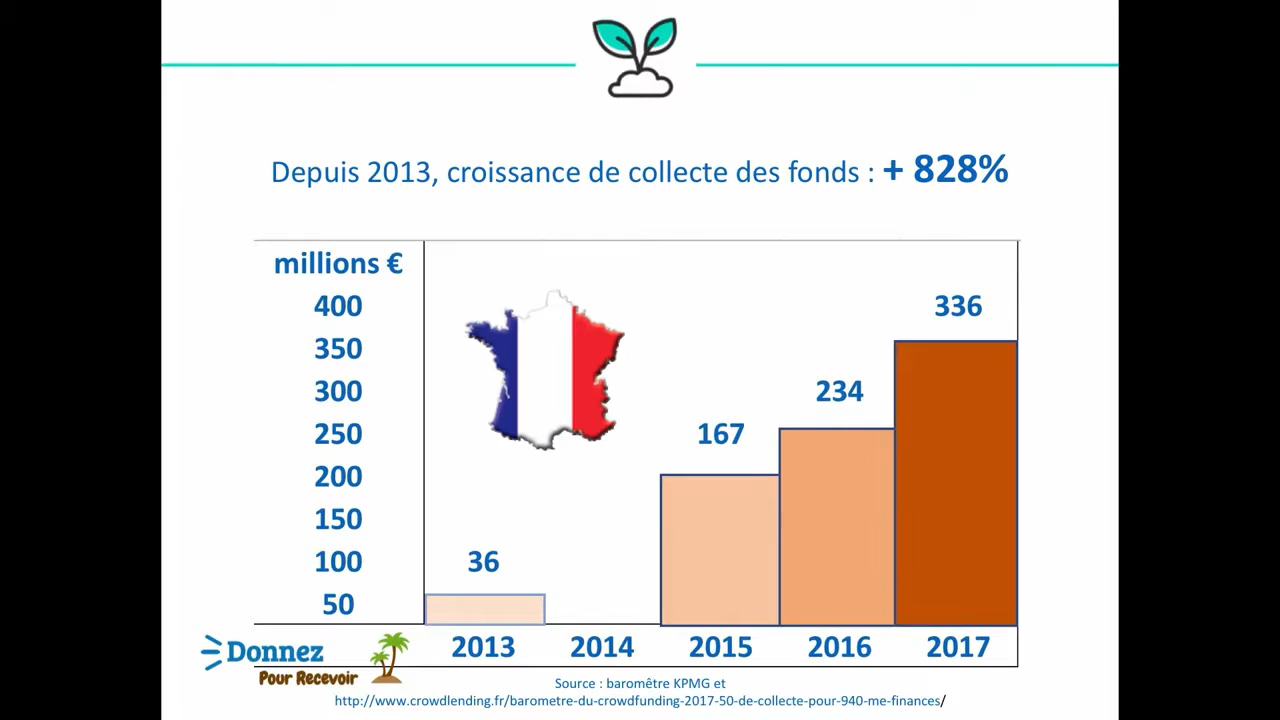 Depuis 2013, croissance de collecte des fonds : + 828%
millions €
400
336
350
300
234
250
167
200
150
100
36
50
2013 2014 2015 2016 2017
Donnez
Pour Recevoir
Source : baromêtre KPMG et
http://www.crowdlending.fr/barometre-du-crowdfunding-2017-50-de-collecte-pour-940-me-finances/